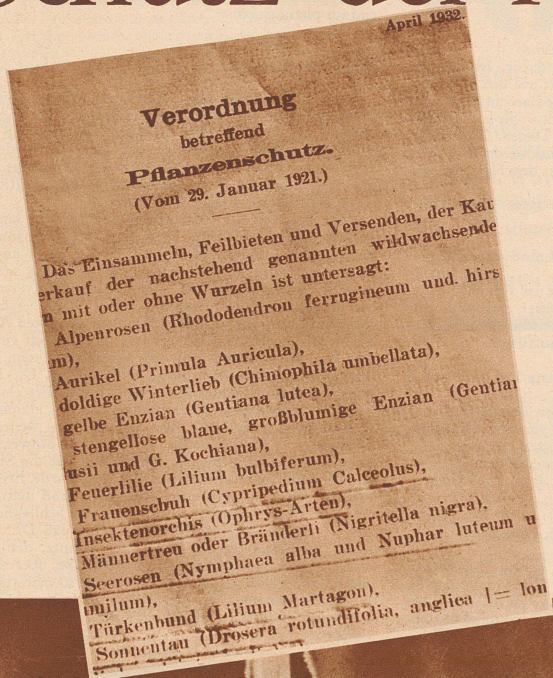 April 1932.
Verordnung
betreffend
Pflanzenschutz.
(Vom 29. Januar 1921.)
Das Einsammeln, Feilbieten und Versenden, der Kau
erkauf der nachstehend genannten wildwachsende
n mit oder ohne Wurzeln ist untersagt:
Alpenrosen (Rhododendron ferrugineum und hirs
m),
Aurikel (Primula Auricula),
doldige Winterlieb (Chimophila umbellata),
gelbe Enzian (Gentiana lutea),
stengellose blaue, großblumige Enzian (Gentian
usii und G. Kochiana),
Feuerlilie (Lilium bulbiferum),
Frauenschuh (Cypripedium Calceolus),
Insektenorchis (Ophrys-Arten),
Männertreu oder Bränderli (Nigritella nigra),
Seerosen (Nymphaea alba und Nuphar luteum u
milum),
Türkenbund (Lilium Martagon),
Sonnentau (Drosera rotundifolia, anglica [= lon